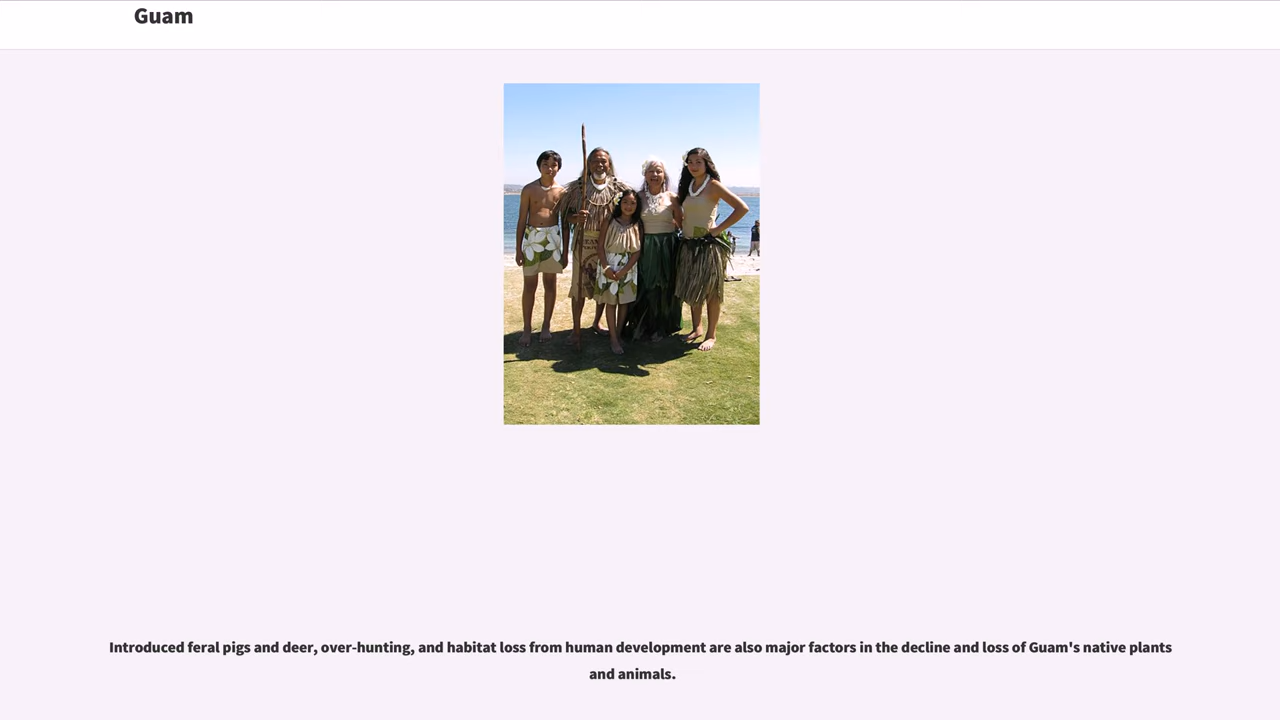 Guam
Introduced feral pigs and deer, over-hunting, and habitat loss from human development are also major factors in the decline and loss of Guam's native plants
and animals.